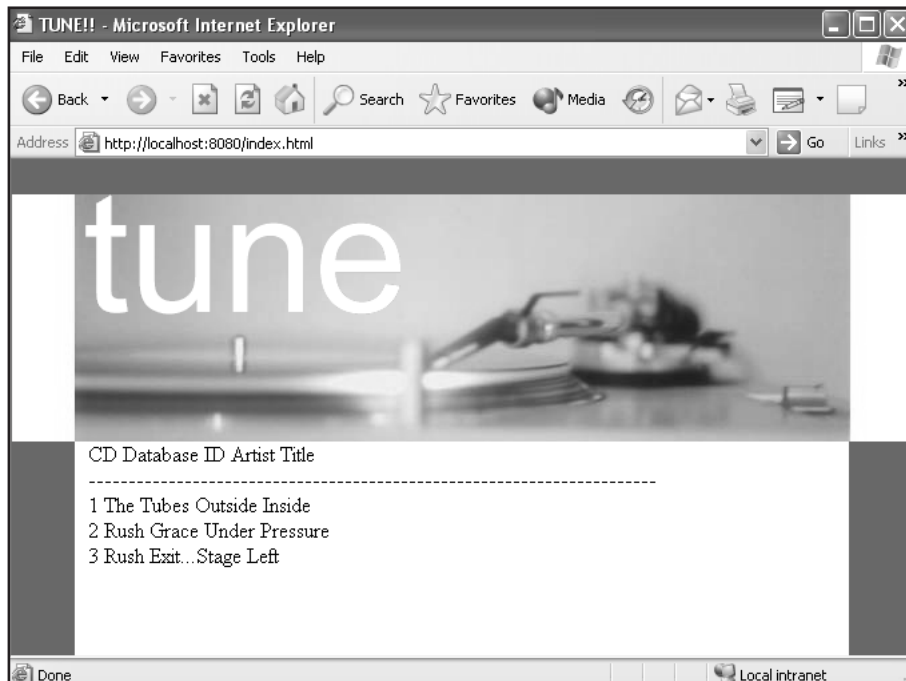 TUNE!! - Microsoft Internet Explorer
File Edit View Favorites Tools Help
Back Search Favorites Media
Address http://localhost:8080/index.html Go Links »
tune
CD Database ID Artist Title
-----------------------------------------------------------------------
1 The Tubes Outside Inside
2 Rush Grace Under Pressure
3 Rush Exit...Stage Left
Done Local intranet